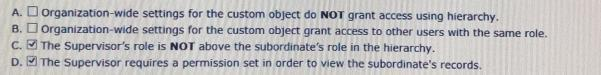 A. ☐ Organization-wide settings for the custom object do NOT grant access using hierarchy.
B. ☐ Organization-wide settings for the custom object grant access to other users with the same role.
C. ☑ The Supervisor's role is NOT above the subordinate's role in the hierarchy.
D. ☑ The Supervisor requires a permission set in order to view the subordinate's records.